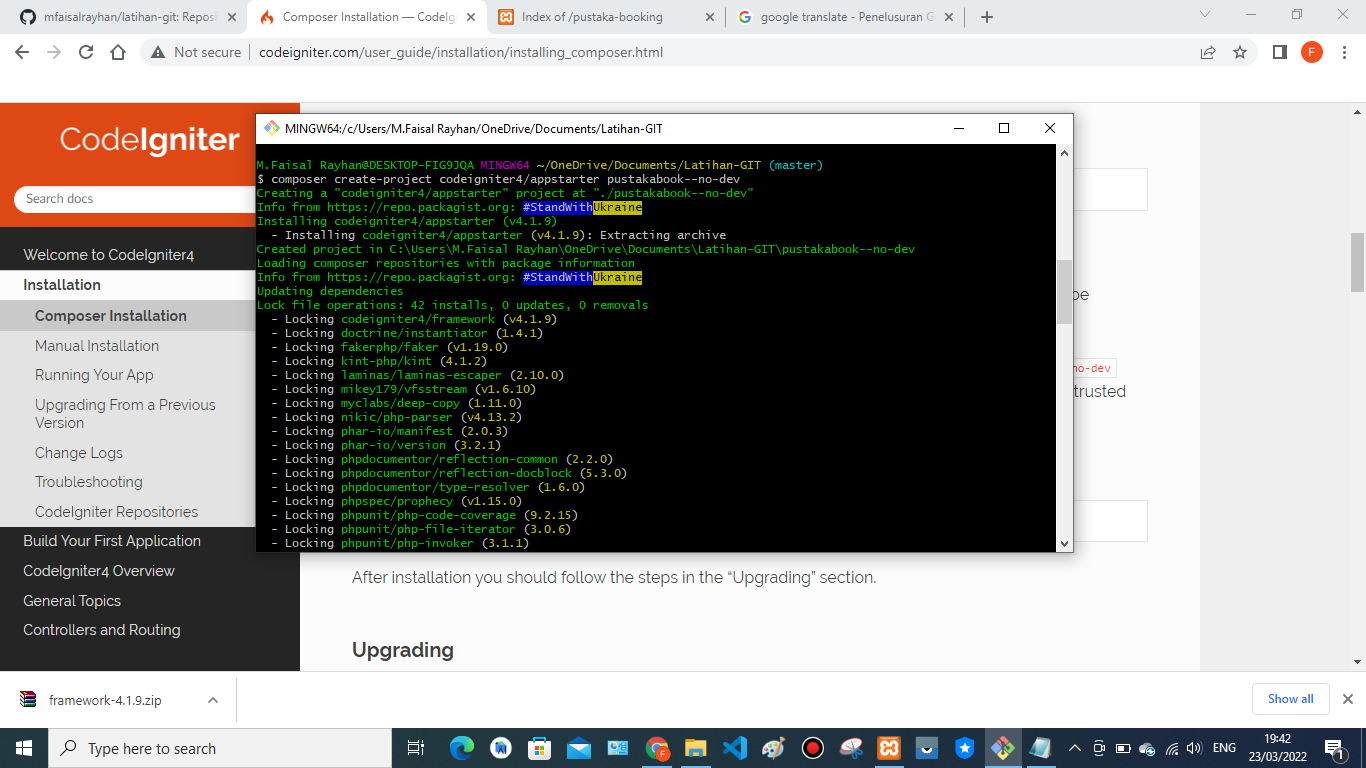 mfaisalrayhan/latihan-git: Reposi
Composer Installation — CodeIg
Index of /pustaka-booking
google translate - Penelusuran G
Not secure
codeigniter.com/user_guide/installation/installing_composer.html
F
CodeIgniter
Search docs
Welcome to CodeIgniter4
Installation
Composer Installation
Manual Installation
Running Your App
Upgrading From a Previous
Version
Change Logs
Troubleshooting
CodeIgniter Repositories
Build Your First Application
CodeIgniter4 Overview
General Topics
Controllers and Routing
MINGW64:/c/Users/M.Faisal Rayhan/OneDrive/Documents/Latihan-GIT
M.Faisal Rayhan@DESKTOP-FIG9JQA MINGW64 ~/OneDrive/Documents/Latihan-GIT (master)
$ composer create-project codeigniter4/appstarter pustakabook--no-dev
Creating a "codeigniter4/appstarter" project at "./pustakabook--no-dev"
Info from https://repo.packagist.org: #StandWithUkraine
Installing codeigniter4/appstarter (v4.1.9)
- Installing codeigniter4/appstarter (v4.1.9): Extracting archive
Created project in C:\Users\M.Faisal Rayhan\OneDrive\Documents\Latihan-GIT\pustakabook--no-dev
Loading composer repositories with package information
Info from https://repo.packagist.org: #StandWithUkraine
Updating dependencies
Lock file operations: 42 installs, 0 updates, 0 removals
- Locking codeigniter4/framework (v4.1.9)
- Locking doctrine/instantiator (1.4.1)
- Locking fakerphp/faker (v1.19.0)
- Locking kint-php/kint (4.1.2)
- Locking laminas/laminas-escaper (2.10.0)
- Locking mikey179/vfsstream (v1.6.10)
- Locking myclabs/deep-copy (1.11.0)
- Locking nikic/php-parser (v4.13.2)
- Locking phar-io/manifest (2.0.3)
- Locking phar-io/version (3.2.1)
- Locking phpdocumentor/reflection-common (2.2.0)
- Locking phpdocumentor/reflection-docblock (5.3.0)
- Locking phpdocumentor/type-resolver (1.6.0)
- Locking phpspec/prophecy (v1.15.0)
- Locking phpunit/php-code-coverage (9.2.15)
- Locking phpunit/php-file-iterator (3.0.6)
- Locking phpunit/php-invoker (3.1.1)
be
no-dev
trusted
After installation you should follow the steps in the “Upgrading” section.
Upgrading
framework-4.1.9.zip
Show all
Type here to search
F
ENG
19:42
23/03/2022
1